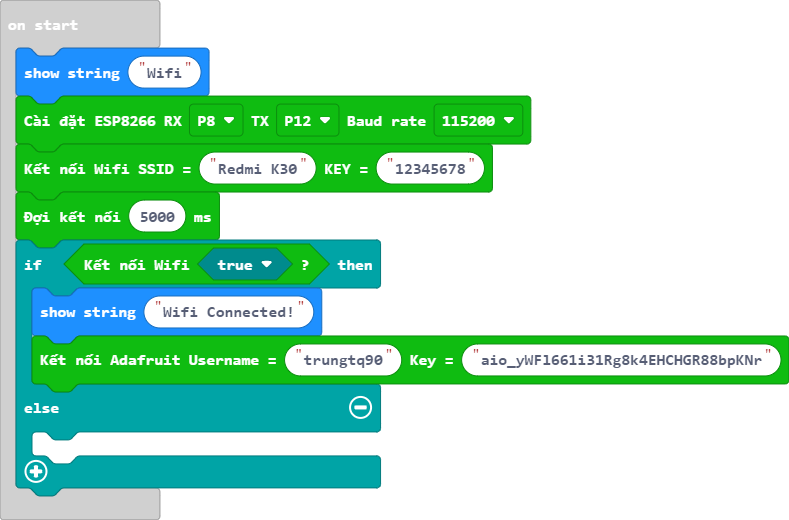 on start
show string "Wifi"
Cài đặt ESP8266 RX P8 TX P12 Baud rate 115200
Kết nối Wifi SSID = "Redmi K30" KEY = "12345678"
Đợi kết nối 5000 ms
if Kết nối Wifi true ? then
show string "Wifi Connected!"
Kết nối Adafruit Username = "trungtq90" Key = "aio_yWF1661i31Rg8k4EHCHGR88bpKNr"
else